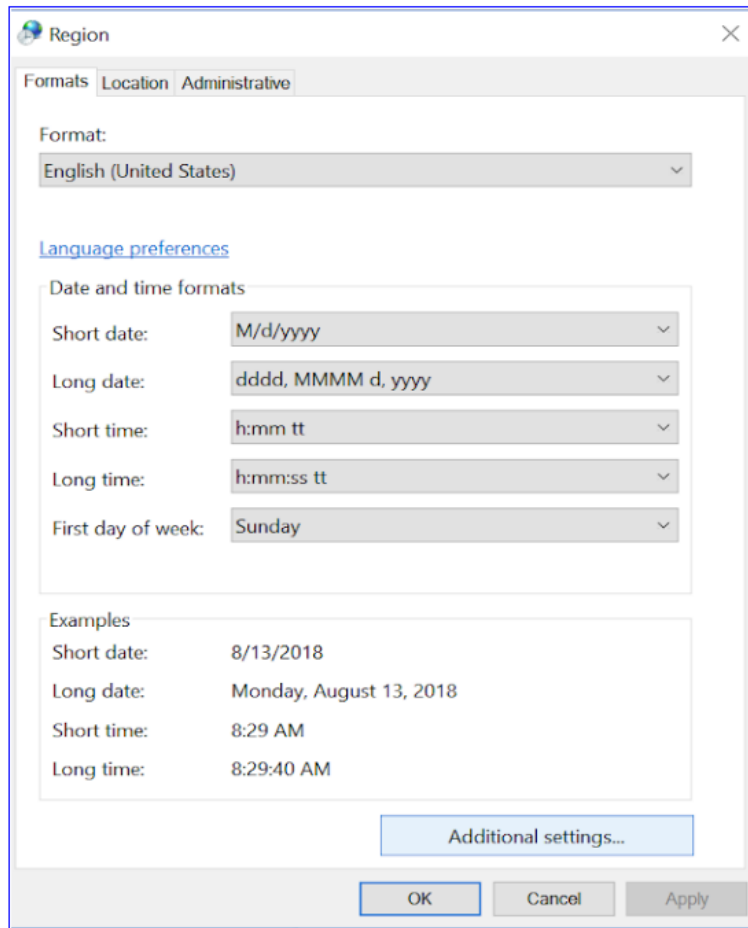 Region
Formats Location Administrative
Format:
English (United States)
Language preferences
Date and time formats
Short date: M/d/yyyy
Long date: dddd, MMMM d, yyyy
Short time: h:mm tt
Long time: h:mm:ss tt
First day of week: Sunday
Examples
Short date: 8/13/2018
Long date: Monday, August 13, 2018
Short time: 8:29 AM
Long time: 8:29:40 AM
Additional settings...
OK Cancel Apply